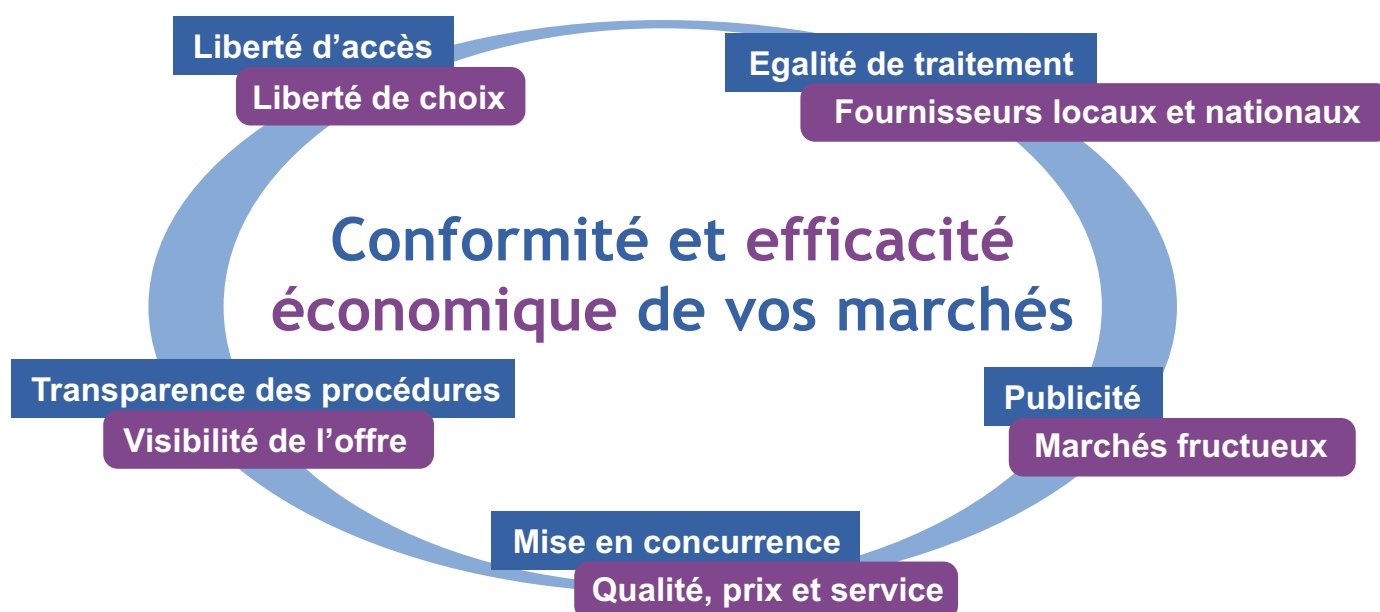 Liberté d’accès
Liberté de choix
Egalité de traitement
Fournisseurs locaux et nationaux
Conformité et efficacité
économique de vos marchés
Transparence des procédures
Visibilité de l’offre
Publicité
Marchés fructueux
Mise en concurrence
Qualité, prix et service